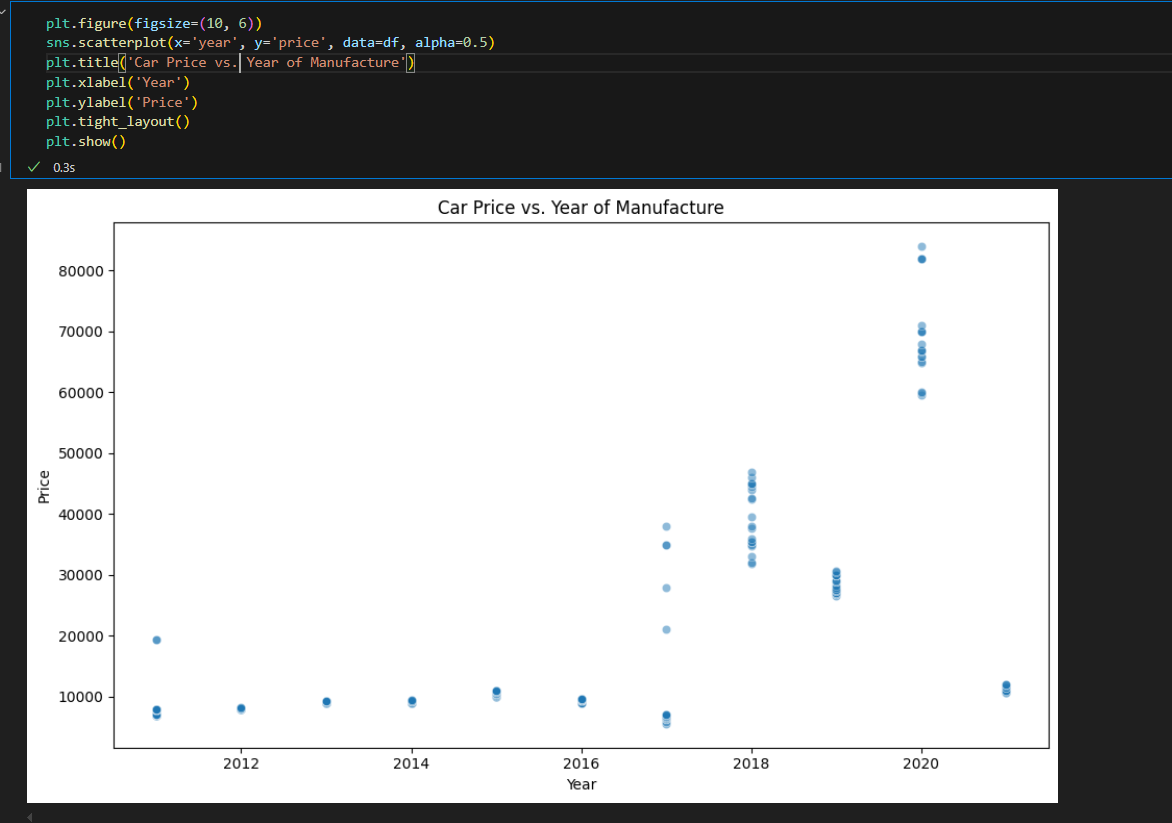 plt.figure(figsize=(10, 6))
sns.scatterplot(x='year', y='price', data=df, alpha=0.5)
plt.title('Car Price vs. Year of Manufacture')
plt.xlabel('Year')
plt.ylabel('Price')
plt.tight_layout()
plt.show()
0.3s
Car Price vs. Year of Manufacture
80000
70000
60000
50000
40000
30000
20000
10000
Price
2012 2014 2016 2018 2020
Year